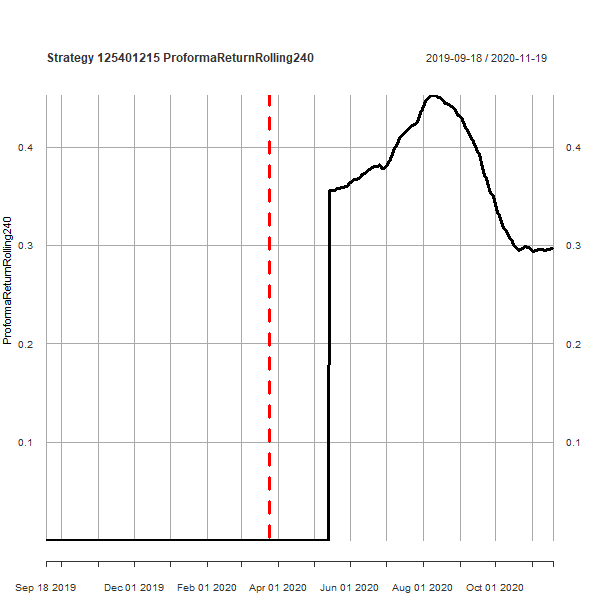 Strategy 125401215 ProformaReturnRolling240
2019-09-18 / 2020-11-19
ProformaReturnRolling240
0.4
0.4
0.3
0.3
0.2
0.2
0.1
0.1
Sep 18 2019
Dec 01 2019
Feb 01 2020
Apr 01 2020
Jun 01 2020
Aug 01 2020
Oct 01 2020